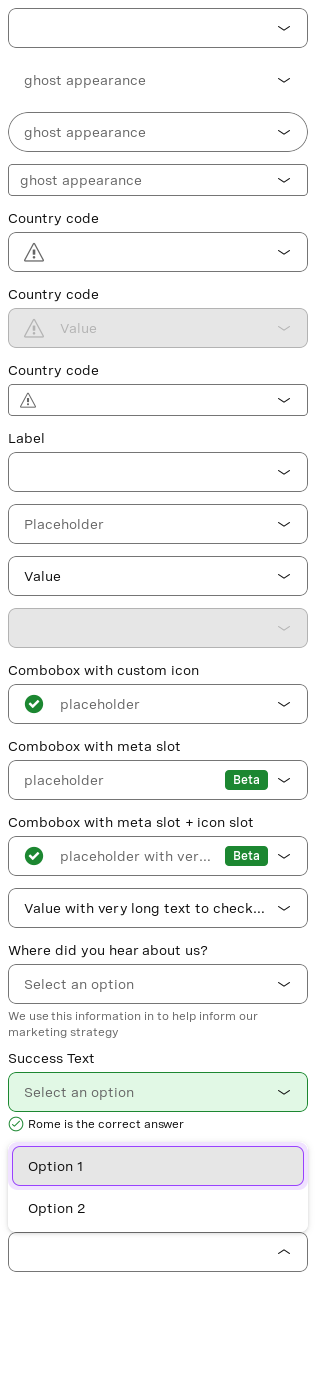 ghost appearance
ghost appearance
ghost appearance
Country code
Country code
Value
Country code
Label
Placeholder
Value
Combobox with custom icon
placeholder
Combobox with meta slot
placeholder Beta
Combobox with meta slot + icon slot
placeholder with ver... Beta
Value with very long text to check...
Where did you hear about us?
Select an option
We use this information in to help inform our
marketing strategy
Success Text
Select an option
Rome is the correct answer
Option 1
Option 2